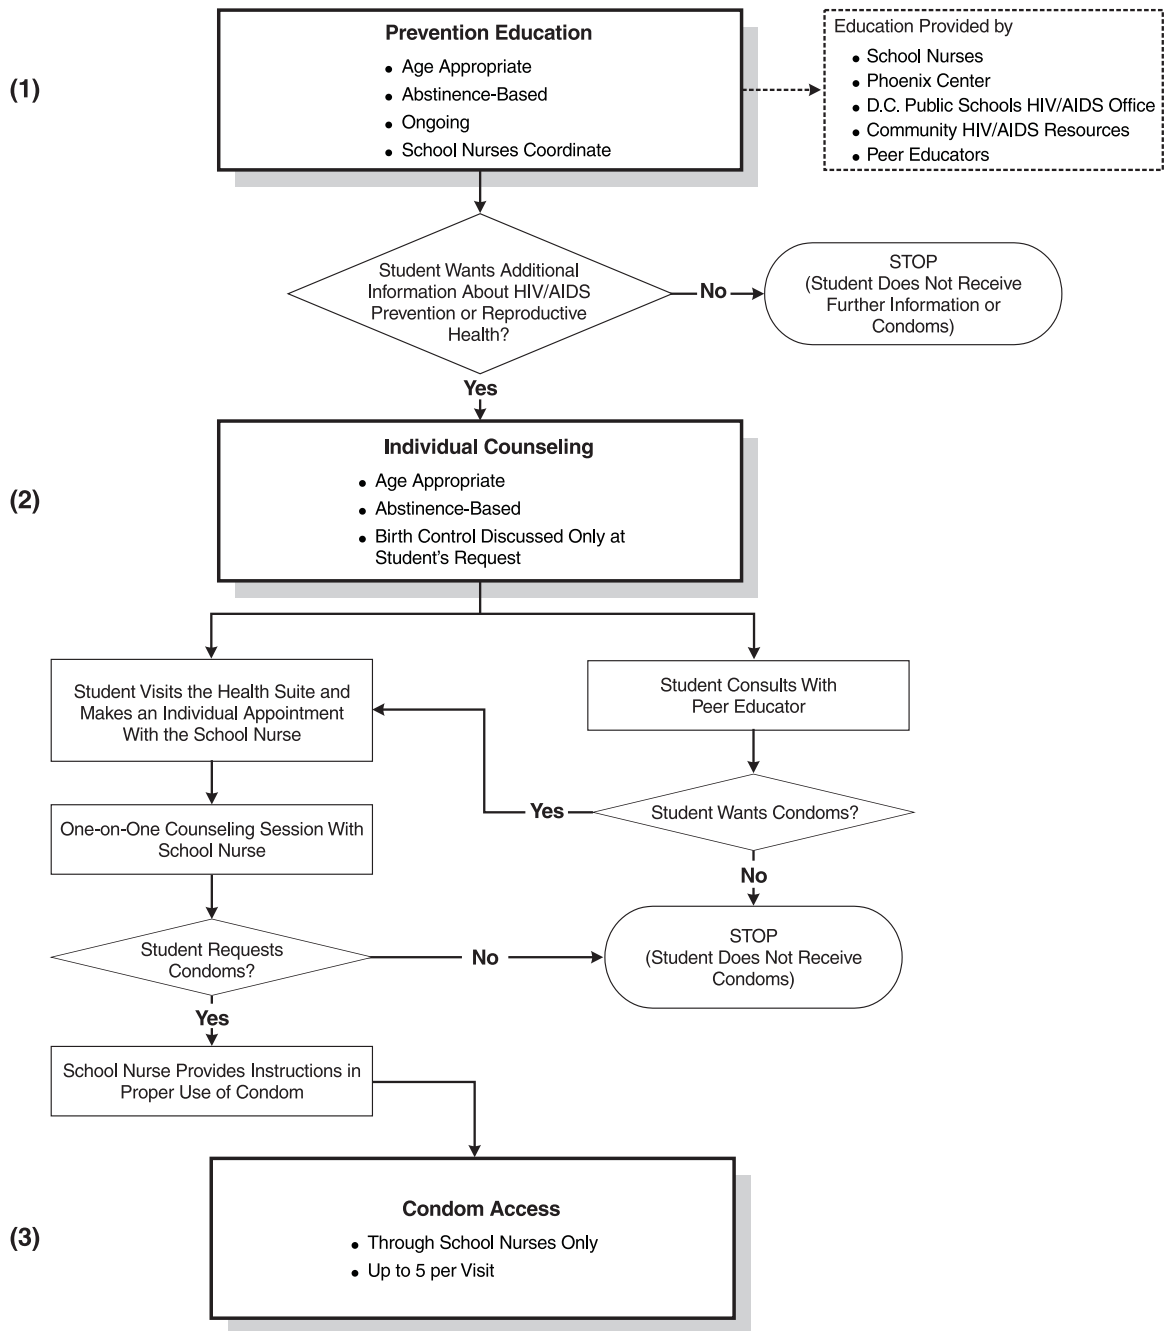 (1)
Prevention Education
• Age Appropriate
• Abstinence-Based
• Ongoing
• School Nurses Coordinate
Education Provided by
• School Nurses
• Phoenix Center
• D.C. Public Schools HIV/AIDS Office
• Community HIV/AIDS Resources
• Peer Educators
Student Wants Additional
Information About HIV/AIDS
Prevention or Reproductive
Health?
No
STOP
(Student Does Not Receive
Further Information or
Condoms)
Yes
(2)
Individual Counseling
• Age Appropriate
• Abstinence-Based
• Birth Control Discussed Only at
Student's Request
Student Visits the Health Suite and
Makes an Individual Appointment
With the School Nurse
Student Consults With
Peer Educator
Yes
Student Wants Condoms?
One-on-One Counseling Session With
School Nurse
No
Student Requests
Condoms?
No
STOP
(Student Does Not Receive
Condoms)
Yes
School Nurse Provides Instructions in
Proper Use of Condom
(3)
Condom Access
• Through School Nurses Only
• Up to 5 per Visit